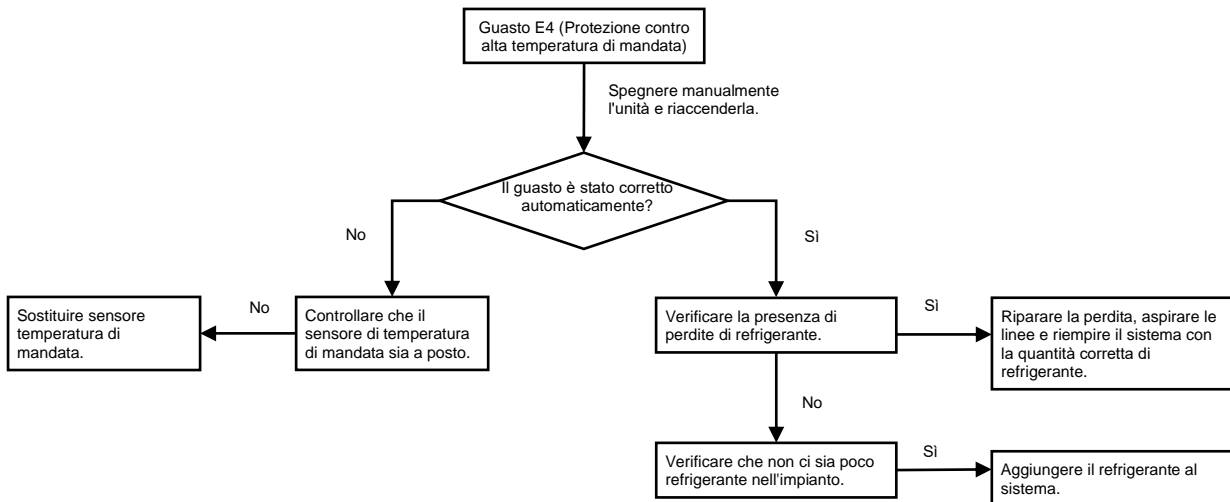 Guasto E4 (Protezione contro
alta temperatura di mandata)
Spegnere manualmente
l'unità e riaccenderla.
Il guasto è stato corretto
automaticamente?
No
Sì
Sostituire sensore
temperatura di
mandata.
No
Controllare che il
sensore di temperatura
di mandata sia a posto.
Verificare la presenza di
perdite di refrigerante.
Sì
Riparare la perdita, aspirare le
linee e riempire il sistema con
la quantità corretta di
refrigerante.
No
Verificare che non ci sia poco
refrigerante nell'impianto.
Sì
Aggiungere il refrigerante al
sistema.